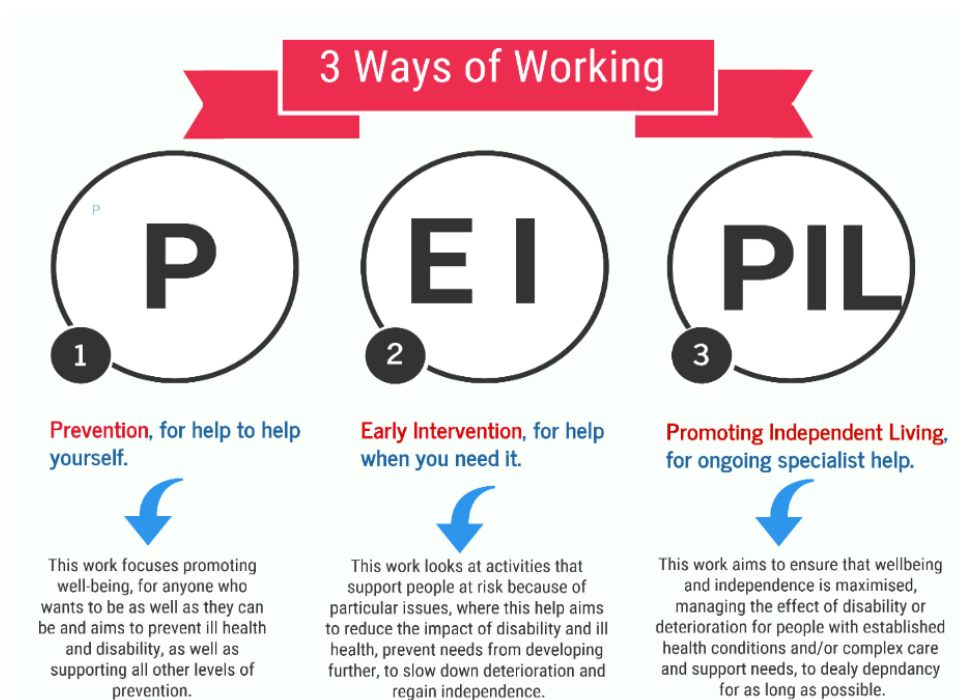 3 Ways of Working
P
P
1
E I
2
PIL
3
Prevention, for help to help
yourself.
This work focuses promoting
well-being, for anyone who
wants to be as well as they can
be and aims to prevent ill health
and disability, as well as
supporting all other levels of
prevention.
Early Intervention, for help
when you need it.
This work looks at activities that
support people at risk because of
particular issues, where this help aims
to reduce the impact of disability and ill
health, prevent needs from developing
further, to slow down deterioration and
regain independence.
Promoting Independent Living,
for ongoing specialist help.
This work aims to ensure that wellbeing
and independence is maximised,
managing the effect of disability or
deterioration for people with established
health conditions and/or complex care
and support needs, to dealy depndancy
for as long as possible.